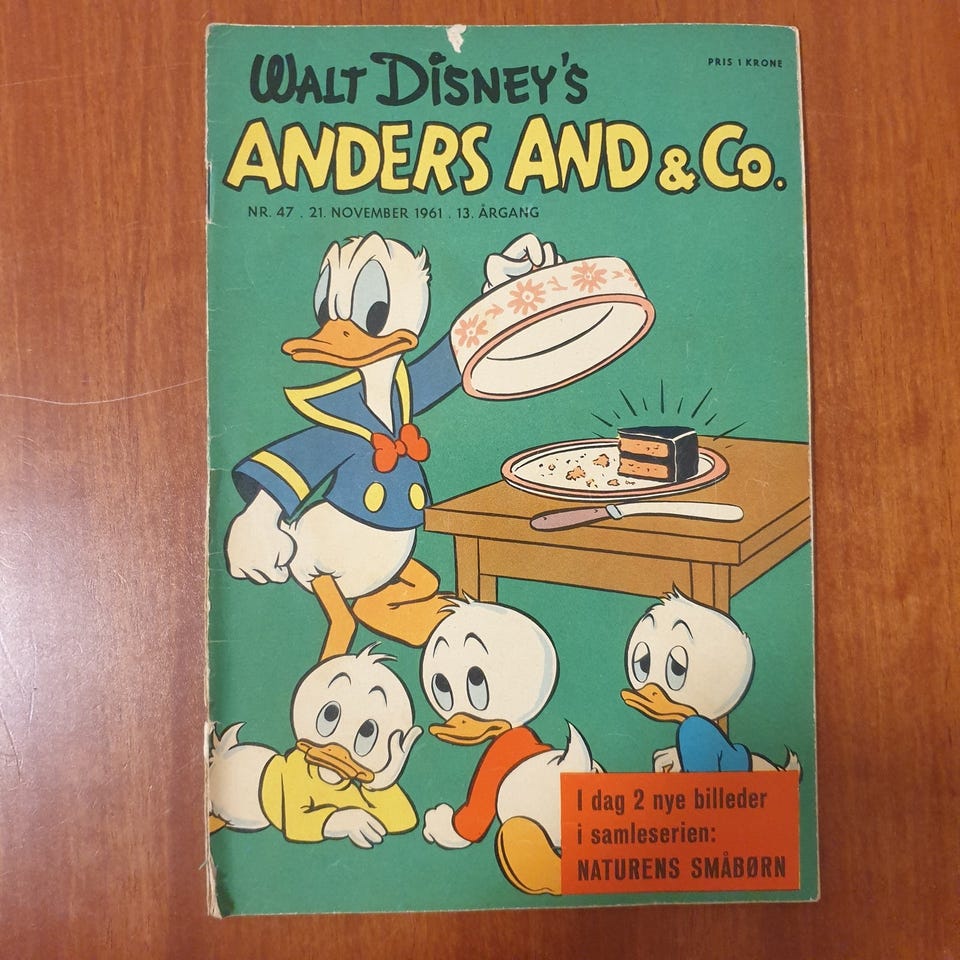 WALT DISNEY'S
PRIS 1 KRONE
ANDERS AND & CO.
NR. 47 . 21. NOVEMBER 1961 . 13. ÅRGANG
I dag 2 nye billeder
i samleserien:
NATURENS SMÅBØRN